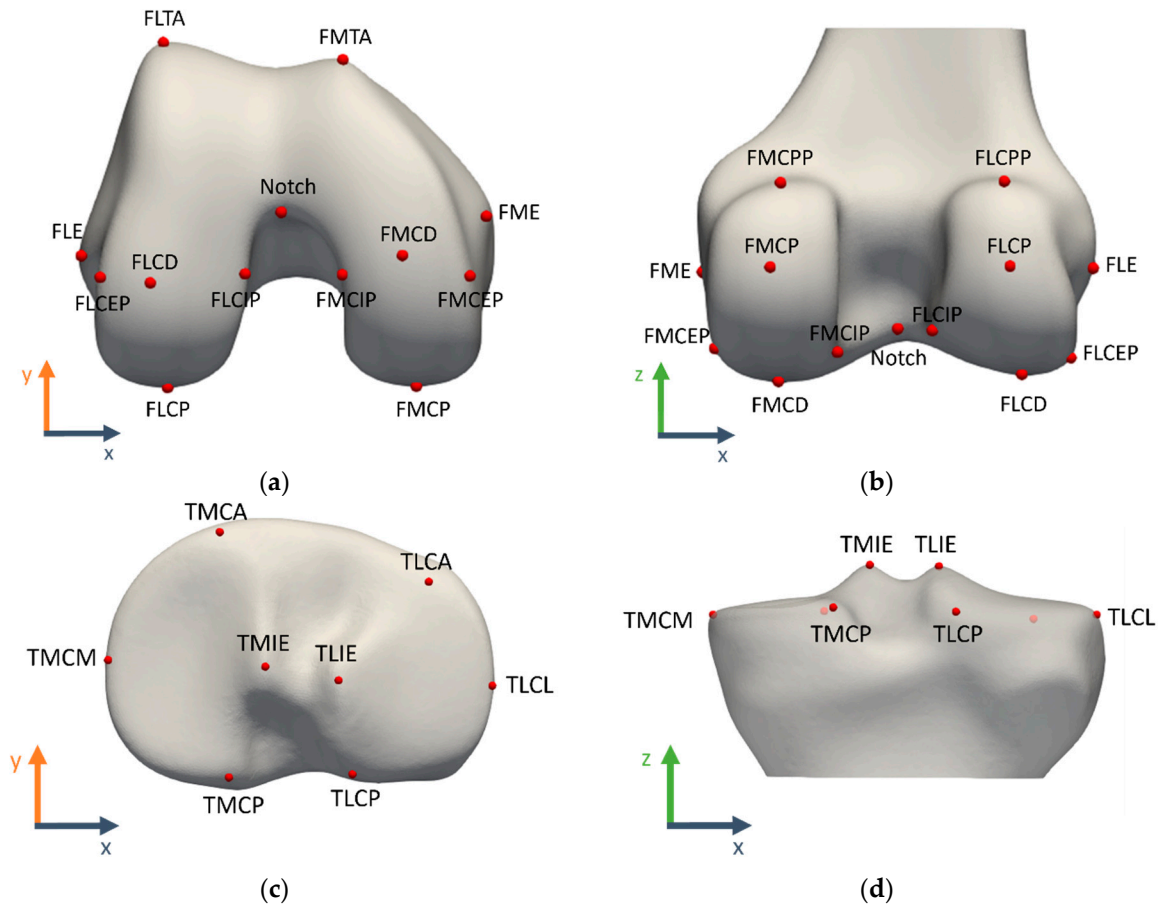 FLTA
FMTA
Notch
FME
FLE
FMCD
FLCD
FLCEP
FLCIP
FMCIP
FMCEP
y
x
FLCP
FMCP
(a)
FMCPP
FLCPP
FMCP
FLCP
FME
FLE
FMCEP
FMCIP
FLCIP
Notch
FLCEP
z
x
FMCD
FLCD
(b)
TMCA
TLCA
TMIE
TLIE
TMCM
TLCL
y
x
TMCP
TLCP
(c)
TMIE
TLIE
TMCM
TLCL
TMCP
TLCP
z
x
(d)